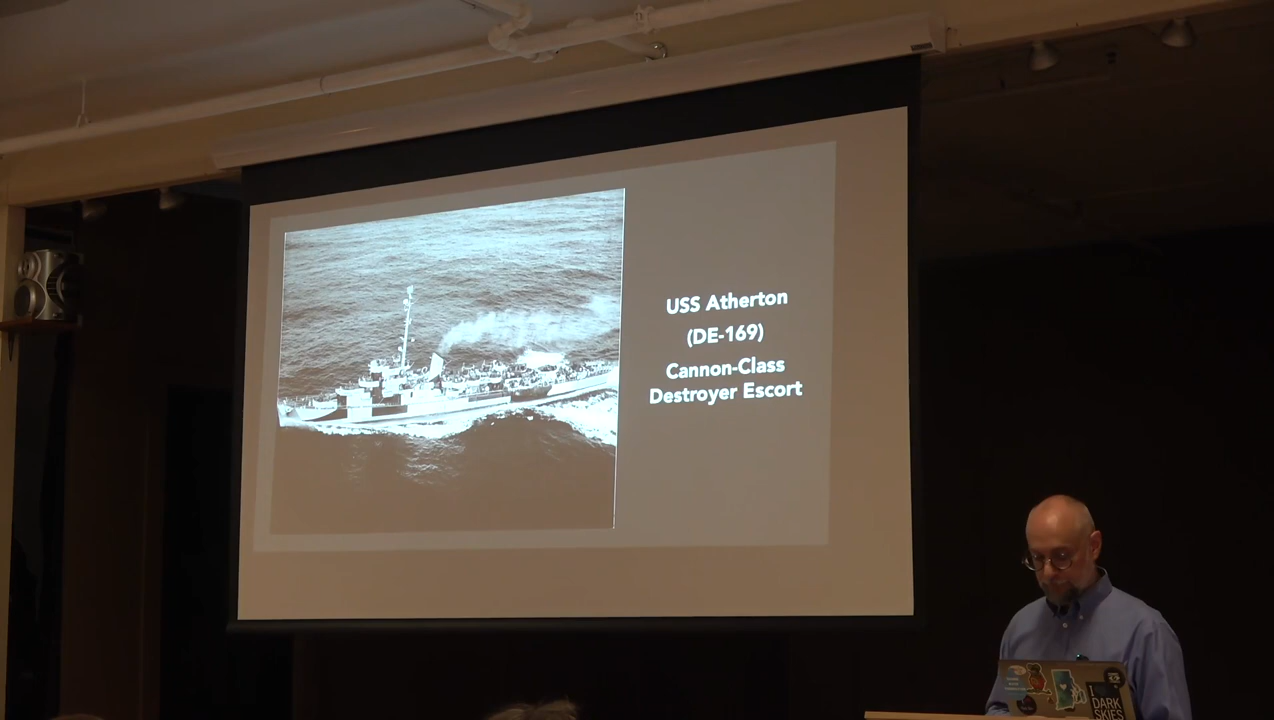 USS Atherton
(DE-169)
Cannon-Class
Destroyer Escort
I
DARK
SKIES